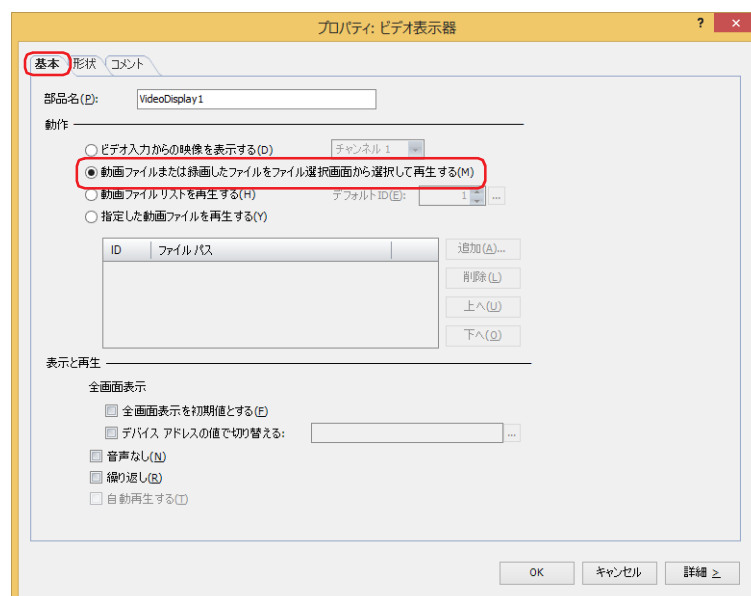 プロパティ: ビデオ表示器
? ×
基本 形状 コメント
部品名(P): VideoDisplay1
動作
ビデオ入力からの映像を表示する(D) チャンネル 1
動画ファイルまたは録画したファイルをファイル選択画面から選択して再生する(M)
動画ファイルリストを再生する(H) デフォルトID(E): 1 ...
指定した動画ファイルを再生する(Y)
ID ファイル パス 追加(A)...
削除(L)
上へ(U)
下へ(O)
表示と再生
全画面表示
全画面表示を初期値とする(F)
デバイス アドレスの値で切り替える: ...
音声なし(N)
繰り返し(R)
自動再生する(T)
OK キャンセル 詳細 >